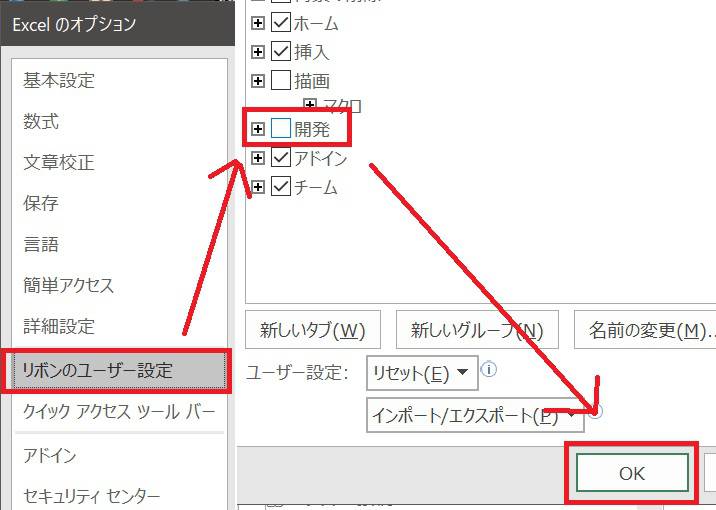 Excel のオプション
基本設定
数式
文章校正
保存
言語
簡単アクセス
詳細設定
リボンのユーザー設定
クイック アクセス ツール バー
アドイン
セキュリティ センター
ホーム
挿入
描画
マクロ
開発
アドイン
チーム
新しいタブ(W)
新しいグループ(N)
名前の変更(M)...
ユーザー設定:
リセット(E)
インポート/エクスポート(P)
OK